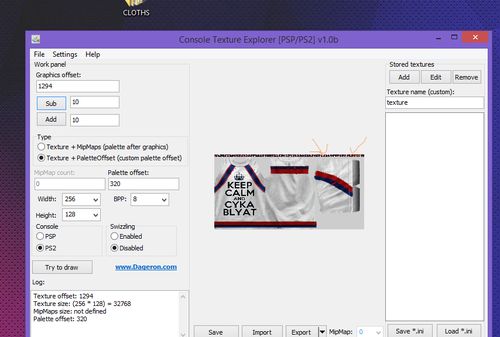 CLOTHS
Console Texture Explorer [PSP/PS2] v1.0b
File Settings Help
Work panel
Graphics offset:
1294
Sub 10
Add 10
Type
Texture + MipMaps (palette after graphics)
Texture + PaletteOffset (custom palette offset)
MipMap count: Palette offset:
0 320
Width: 256 BPP: 8
Height: 128
Console Swizzling
PSP Enabled
PS2 Disabled
Try to draw www.Dageron.com
Log:
Texture offset: 1294
Texture size: (256 * 128) = 32768
MipMaps size: not defined
Palette offset: 320
KEEP
CALM
AND
CYKA
BLYAT
Save Import Export MipMap: 0
Stored textures
Add Edit Remove
Texture name (custom):
texture
Save *.ini Load *.ini